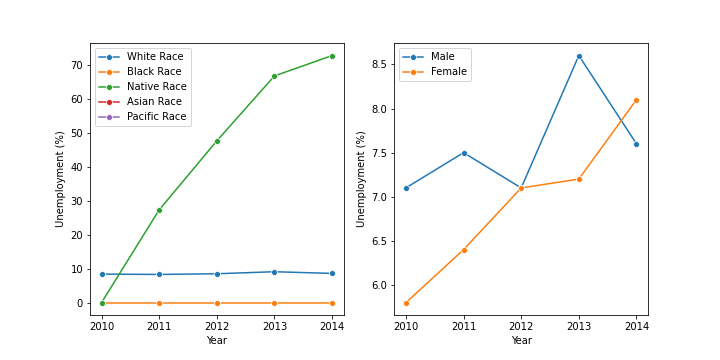 White Race
Black Race
Native Race
Asian Race
Pacific Race
70
60
50
40
30
20
10
0
Unemployment (%)
2010 2011 2012 2013 2014
Year
Male
Female
8.5
8.0
7.5
7.0
6.5
6.0
Unemployment (%)
2010 2011 2012 2013 2014
Year